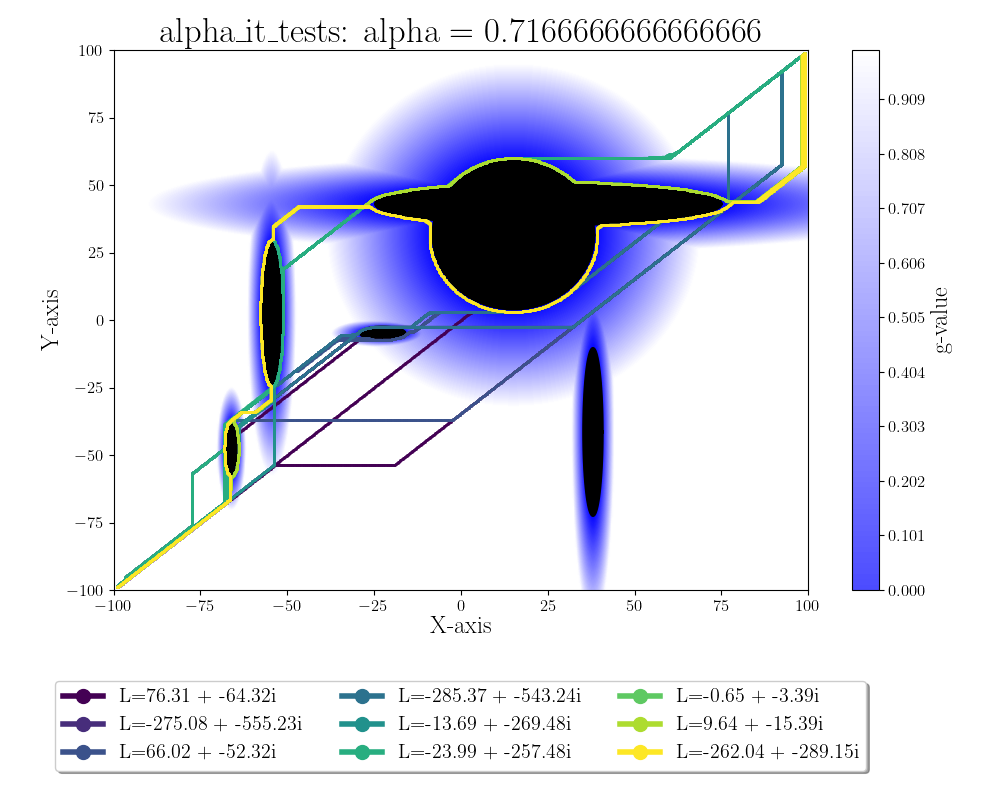 alpha_it_tests: alpha = 0.7166666666666666
100
75
50
25
0
−25
−50
−75
−100
Y-axis
−100 −75 −50 −25 0 25 50 75 100
X-axis
0.909
0.808
0.707
0.606
0.505
0.404
0.303
0.202
0.101
0.000
g-value
L=76.31 + -64.32i
L=-275.08 + -555.23i
L=66.02 + -52.32i
L=-285.37 + -543.24i
L=-13.69 + -269.48i
L=-23.99 + -257.48i
L=-0.65 + -3.39i
L=9.64 + -15.39i
L=-262.04 + -289.15i